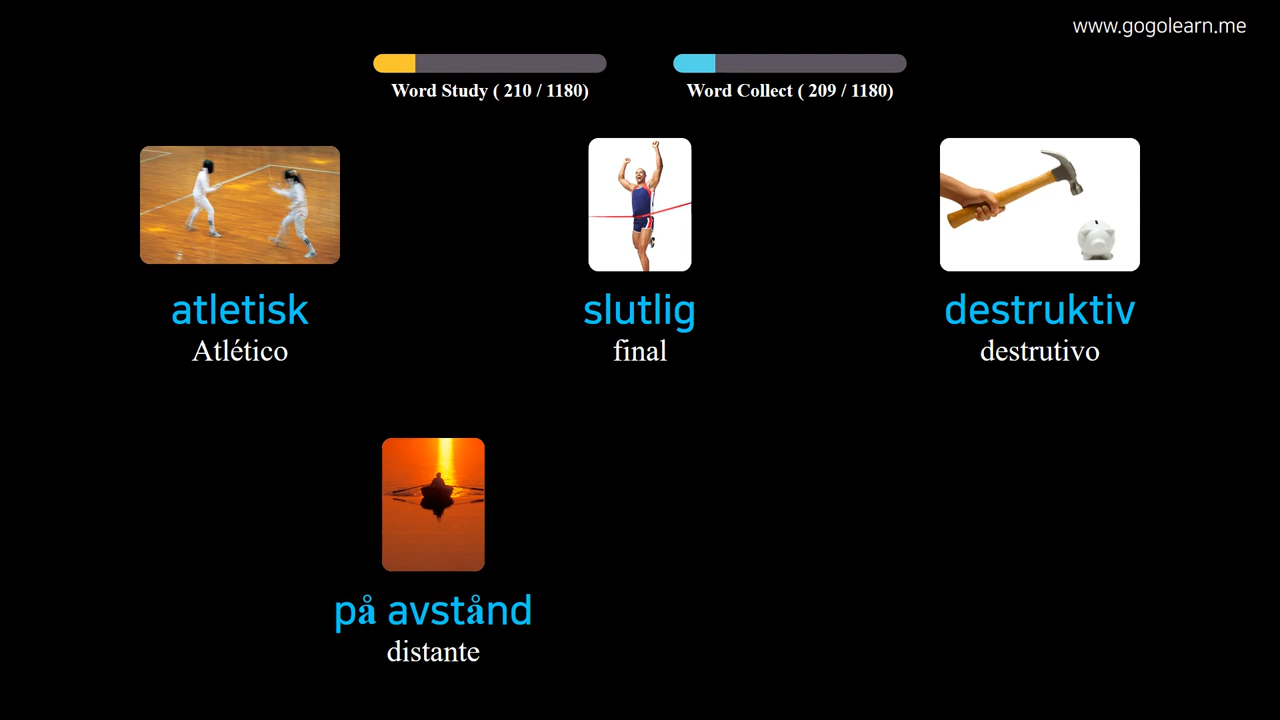 www.gogolearn.me
Word Study ( 210 / 1180)
Word Collect ( 209 / 1180)
atletisk
Atlético
slutlig
final
destruktiv
destrutivo
på avstånd
distante